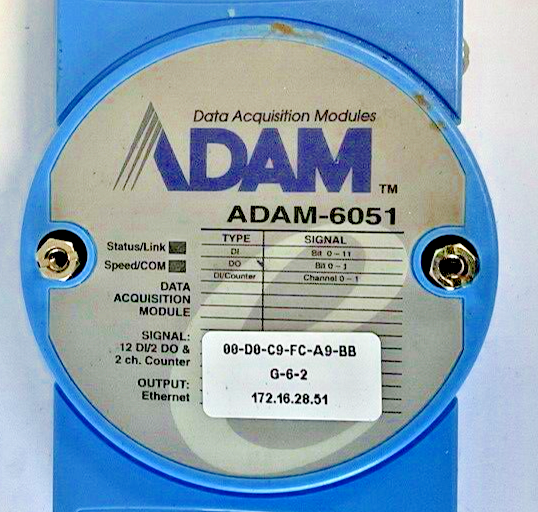 Data Acquisition Modules
ADAM TM
ADAM-6051
Status/Link
Speed/COM
TYPE SIGNAL
DI Bit 0 ~ 11
DO Bit 0 ~ 1
DI/Counter Channel 0 ~ 1
DATA
ACQUISITION
MODULE
SIGNAL:
12 DI/2 DO &
2 ch. Counter
OUTPUT:
Ethernet
00-D0-C9-FC-A9-BB
G-6-2
172.16.28.51